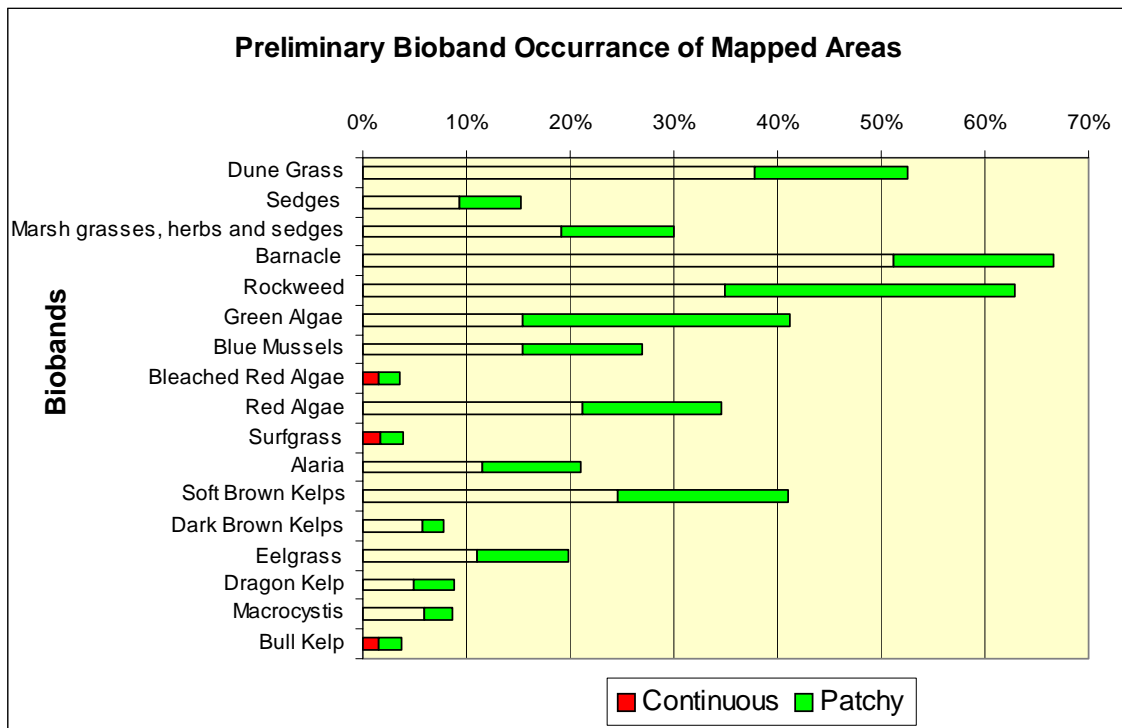 Preliminary Bioband Occurrance of Mapped Areas
0% 10% 20% 30% 40% 50% 60% 70%
Dune Grass
Sedges
Marsh grasses, herbs and sedges
Barnacle
Rockweed
Green Algae
Blue Mussels
Bleached Red Algae
Red Algae
Surfgrass
Alaria
Soft Brown Kelps
Dark Brown Kelps
Eelgrass
Dragon Kelp
Macrocystis
Bull Kelp
Biobands
Continuous Patchy